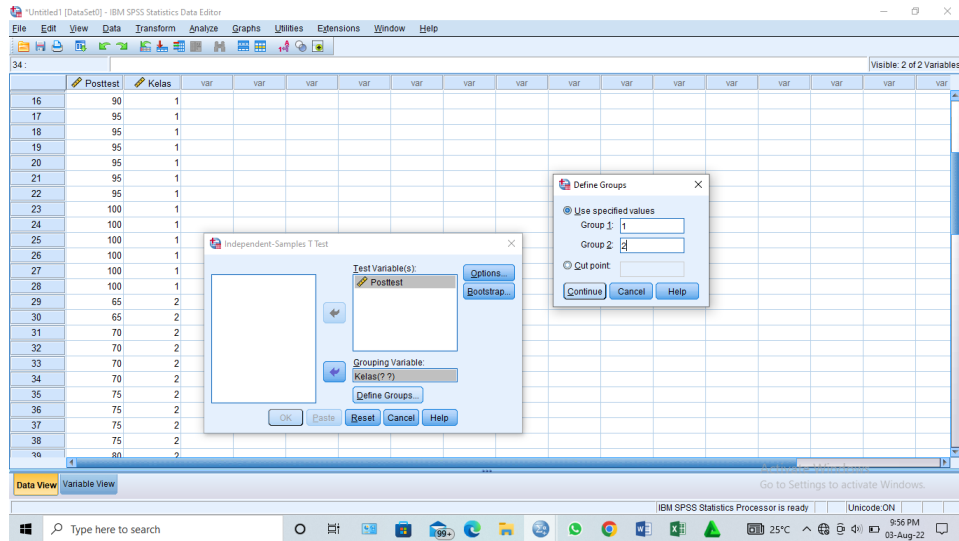 *Untitled1 [DataSet0] - IBM SPSS Statistics Data Editor
File Edit View Data Transform Analyze Graphs Utilities Extensions Window Help
34 :
Visible: 2 of 2 Variables
Posttest Kelas var var var var var var var var var var var var var var
16 90 1
17 95 1
18 95 1
19 95 1
20 95 1
21 95 1
22 95 1
23 100 1
24 100 1
25 100 1
26 100 1
27 100 1
28 100 1
29 65 2
30 65 2
31 70 2
32 70 2
33 70 2
34 70 2
35 75 2
36 75 2
37 75 2
38 75 2
39 80 2
Define Groups
Use specified values
Group 1: 1
Group 2: 2
Cut point:
Continue Cancel Help
Independent-Samples T Test
Test Variable(s):
Posttest
Options...
Bootstrap...
Grouping Variable:
Kelas(? ?)
Define Groups...
OK Paste Reset Cancel Help
Data View Variable View
Activate Windows
Go to Settings to activate Windows.
IBM SPSS Statistics Processor is ready Unicode:ON
Type here to search
99+
25°C
9:56 PM
03-Aug-22